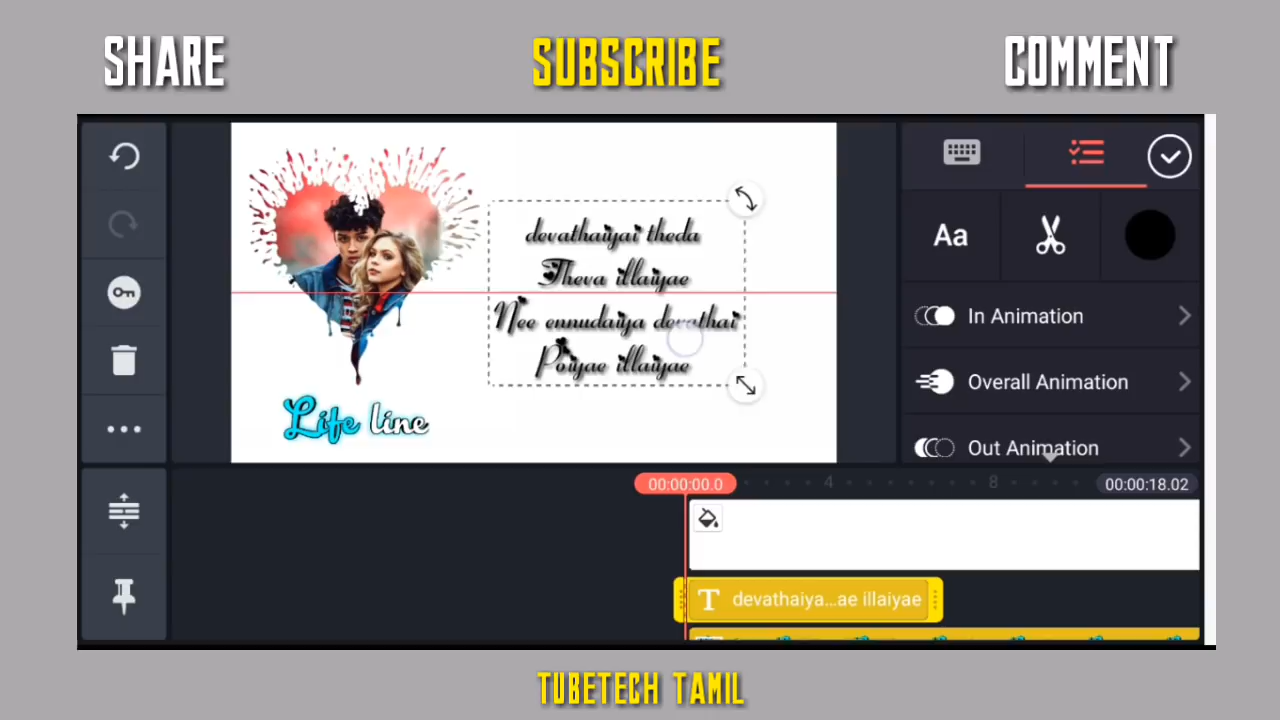 SHARE
SUBSCRIBE
COMMENT
devathaiyai theda
Theva illaiyae
Nee ennudaiya devathai
Poiyae illaiyae
Life line
Aa
In Animation
Overall Animation
Out Animation
00:00:00.0
4
8
00:00:18.02
T devathaiya...ae illaiyae
TUBETECH TAMIL